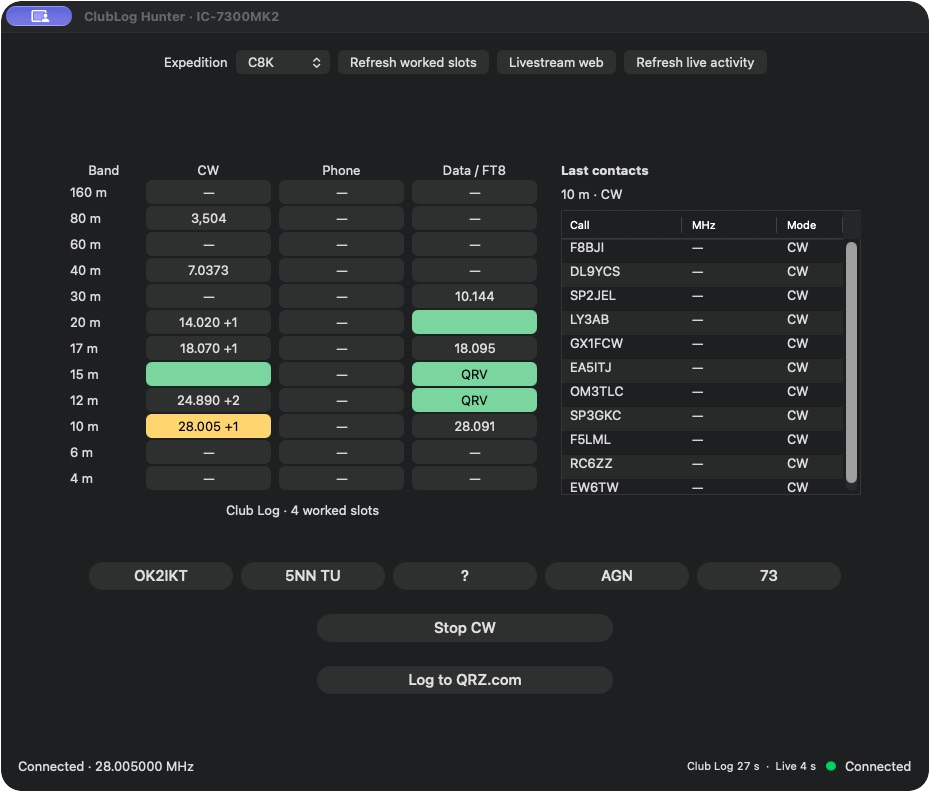 ClubLog Hunter · IC-7300MK2
Expedition C8K Refresh worked slots Livestream web Refresh live activity
Band CW Phone Data / FT8
160 m — — —
80 m 3,504 — —
60 m — — —
40 m 7.0373 — —
30 m — — 10.144
20 m 14.020 +1 —
17 m 18.070 +1 — 18.095
15 m — QRV
12 m 24.890 +2 — QRV
10 m 28.005 +1 — 28.091
6 m — — —
4 m — — —
Club Log · 4 worked slots
Last contacts
10 m · CW
Call MHz Mode
F8BJI — CW
DL9YCS — CW
SP2JEL — CW
LY3AB — CW
GX1FCW — CW
EA5ITJ — CW
OM3TLC — CW
SP3GKC — CW
F5LML — CW
RC6ZZ — CW
EW6TW — CW
OK2IKT 5NN TU ? AGN 73
Stop CW
Log to QRZ.com
Connected · 28.005000 MHz Club Log 27 s · Live 4 s Connected